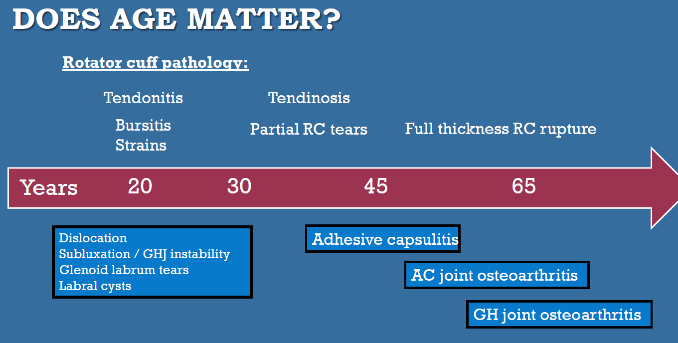 DOES AGE MATTER?
Rotator cuff pathology:
Tendonitis
Bursitis
Strains
Tendinosis
Partial RC tears
Full thickness RC rupture
Years 20 30 45 65
Dislocation
Subluxation / GHJ instability
Glenoid labrum tears
Labral cysts
Adhesive capsulitis
AC joint osteoarthritis
GH joint osteoarthritis